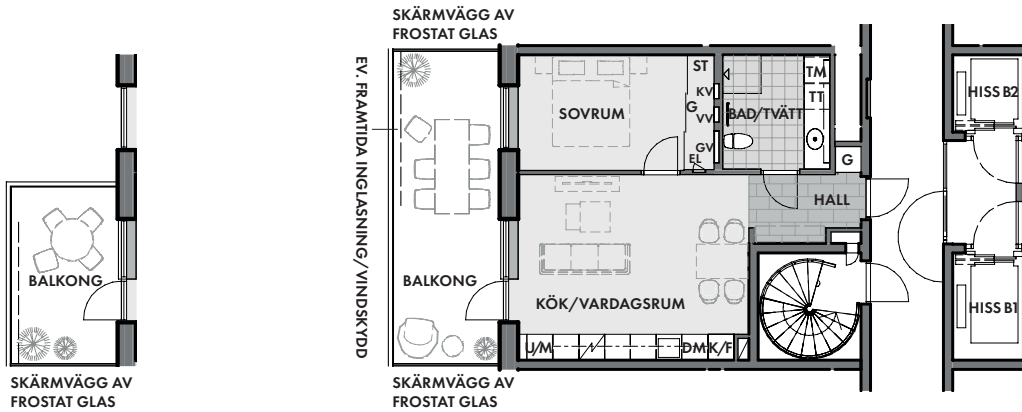 SKÄRMVÄGG AV
FROSTAT GLAS
EV. FRAMTIDA INGLASNING/VINDSKYDD
ST
TM
KV
SOVRUM
G
VV
BAD/TVÄTT
TT
GV
EL
G
HISS B2
HALL
BALKONG
BALKONG
KÖK/VARDAGSRUM
HISS B1
U/M
DM
K/F
SKÄRMVÄGG AV
FROSTAT GLAS
SKÄRMVÄGG AV
FROSTAT GLAS